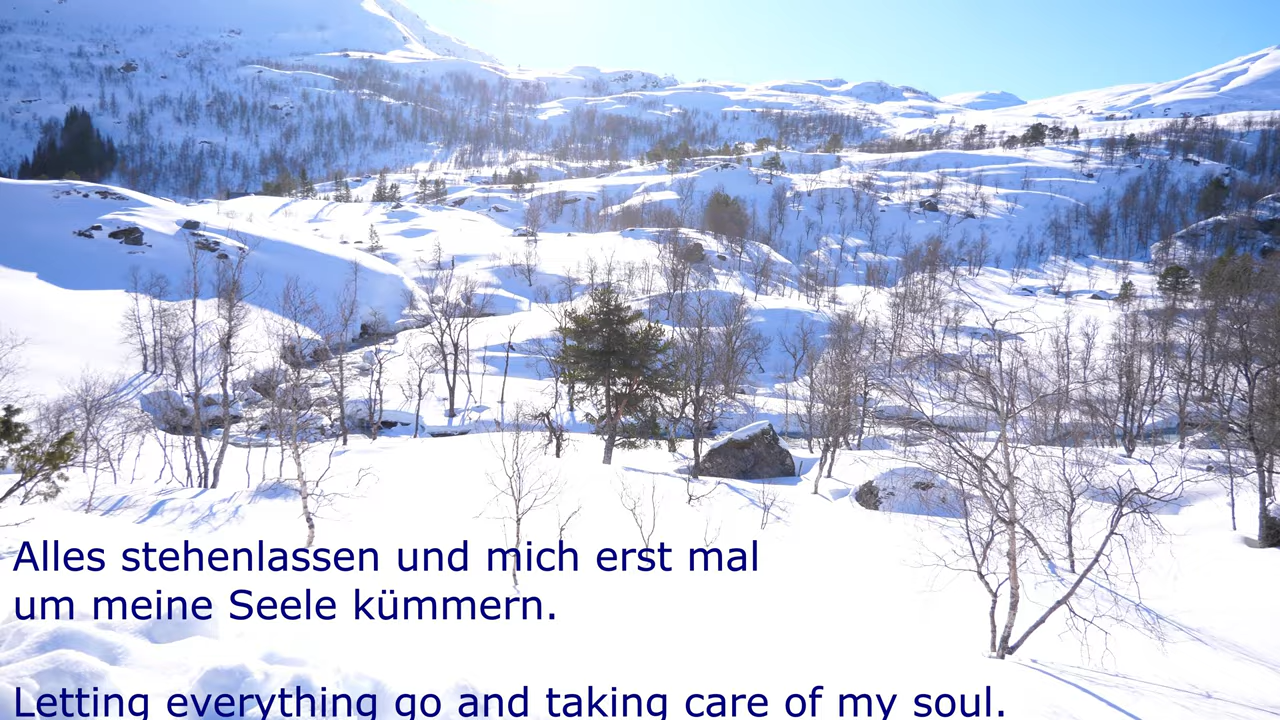 Alles stehenlassen und mich erst mal
um meine Seele kümmern.
Letting everything go and taking care of my soul.